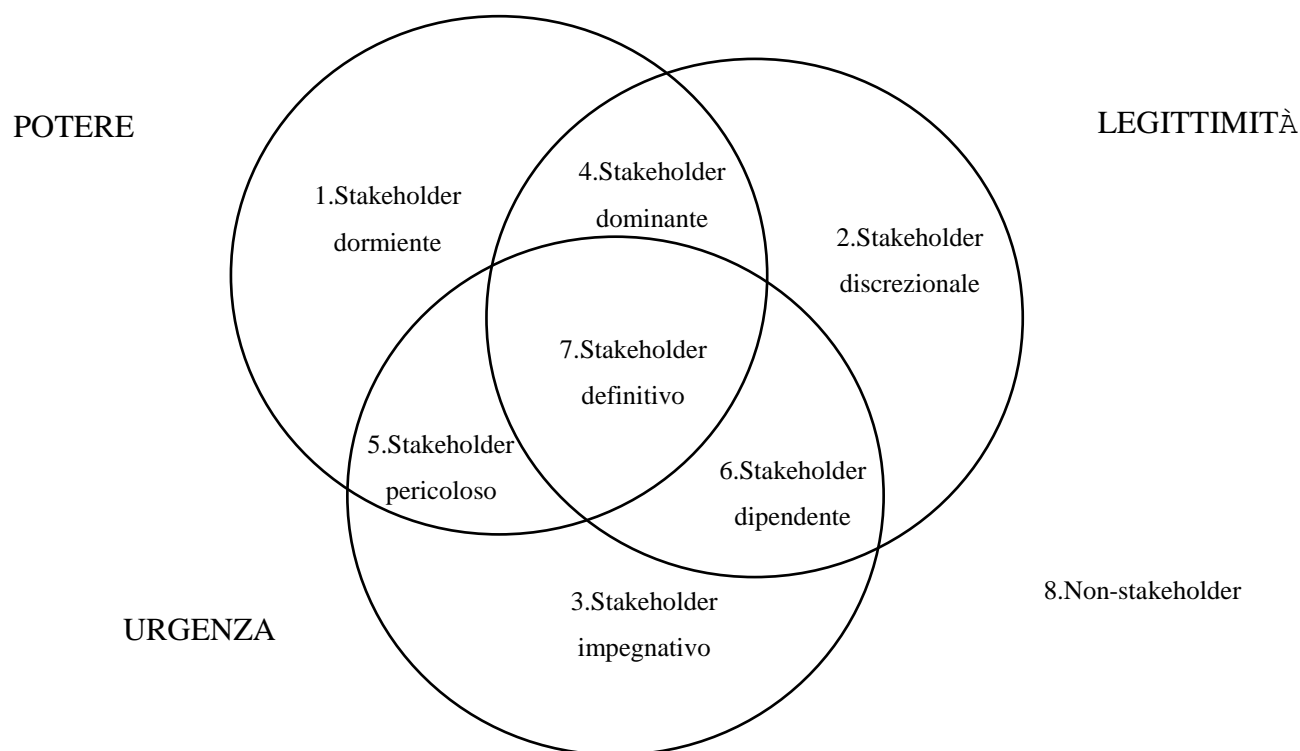 POTERE
LEGITTIMITÀ
1.Stakeholder
dormiente
4.Stakeholder
dominante
2.Stakeholder
discrezionale
7.Stakeholder
definitivo
5.Stakeholder
pericoloso
6.Stakeholder
dipendente
3.Stakeholder
impegnativo
8.Non-stakeholder
URGENZA